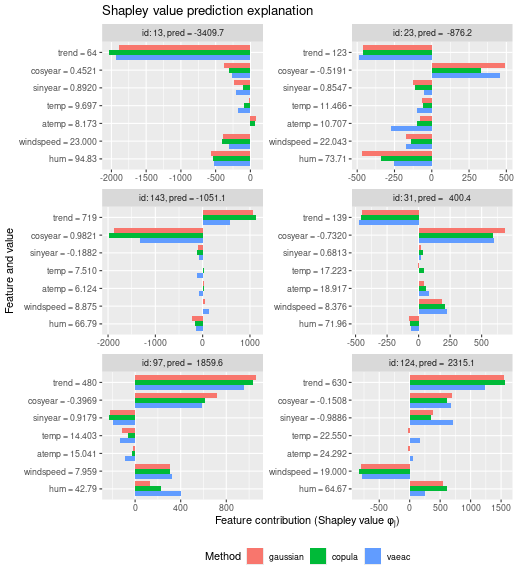 Shapley value prediction explanation
id: 13, pred = -3409.7
trend = 64
cosyear = 0.4521
sinyear = 0.8920
temp = 9.697
atemp = 8.173
windspeed = 23.000
hum = 94.83
-2000 -1500 -1000 -500 0
id: 23, pred = -876.2
trend = 123
cosyear = -0.5191
sinyear = 0.8547
temp = 11.466
atemp = 10.707
windspeed = 22.043
hum = 73.71
-500 -250 0 250 500
id: 143, pred = -1051.1
trend = 719
cosyear = 0.9821
sinyear = -0.1882
temp = 7.510
atemp = 6.124
windspeed = 8.875
hum = 66.79
-2000 -1000 0 1000
id: 31, pred = 400.4
trend = 139
cosyear = -0.7320
sinyear = 0.6813
temp = 17.223
atemp = 18.917
windspeed = 8.376
hum = 71.96
-500 0 500
id: 97, pred = 1859.6
trend = 480
cosyear = -0.3969
sinyear = 0.9179
temp = 14.403
atemp = 15.041
windspeed = 7.959
hum = 42.79
0 400 800
id: 124, pred = 2315.1
trend = 630
cosyear = -0.1508
sinyear = -0.9886
temp = 22.550
atemp = 24.292
windspeed = 19.000
hum = 64.67
-500 0 500 1000 1500
Feature and value
Feature contribution (Shapley value φj)
Method gaussian copula vaeac